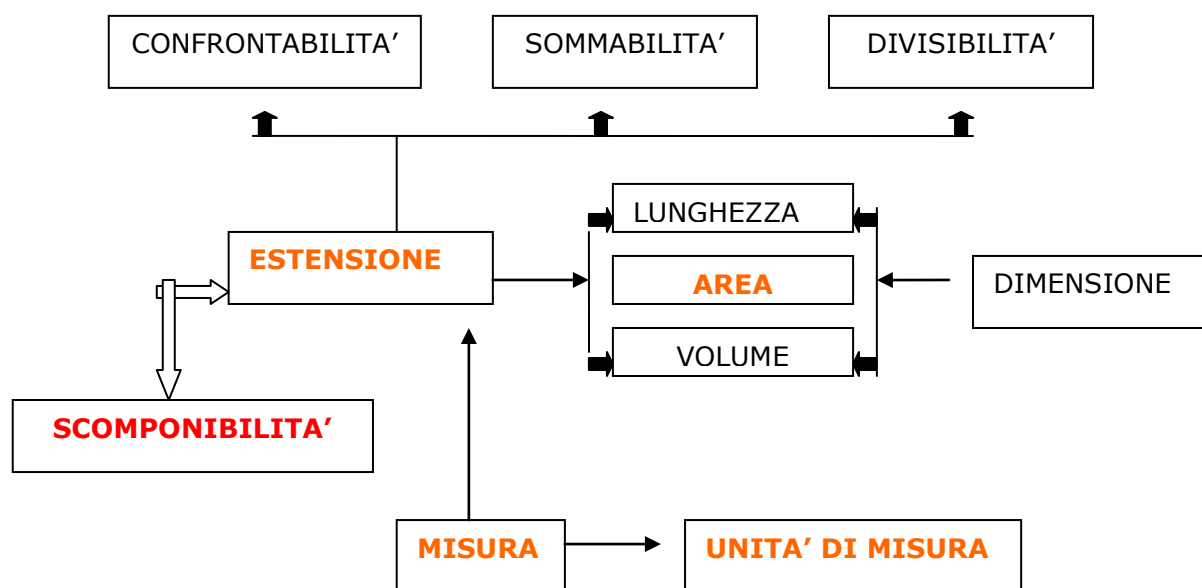 CONFRONTABILITA’
SOMMABILITA’
DIVISIBILITA’
LUNGHEZZA
ESTENSIONE
AREA
DIMENSIONE
VOLUME
SCOMPONIBILITA’
MISURA
UNITA’ DI MISURA